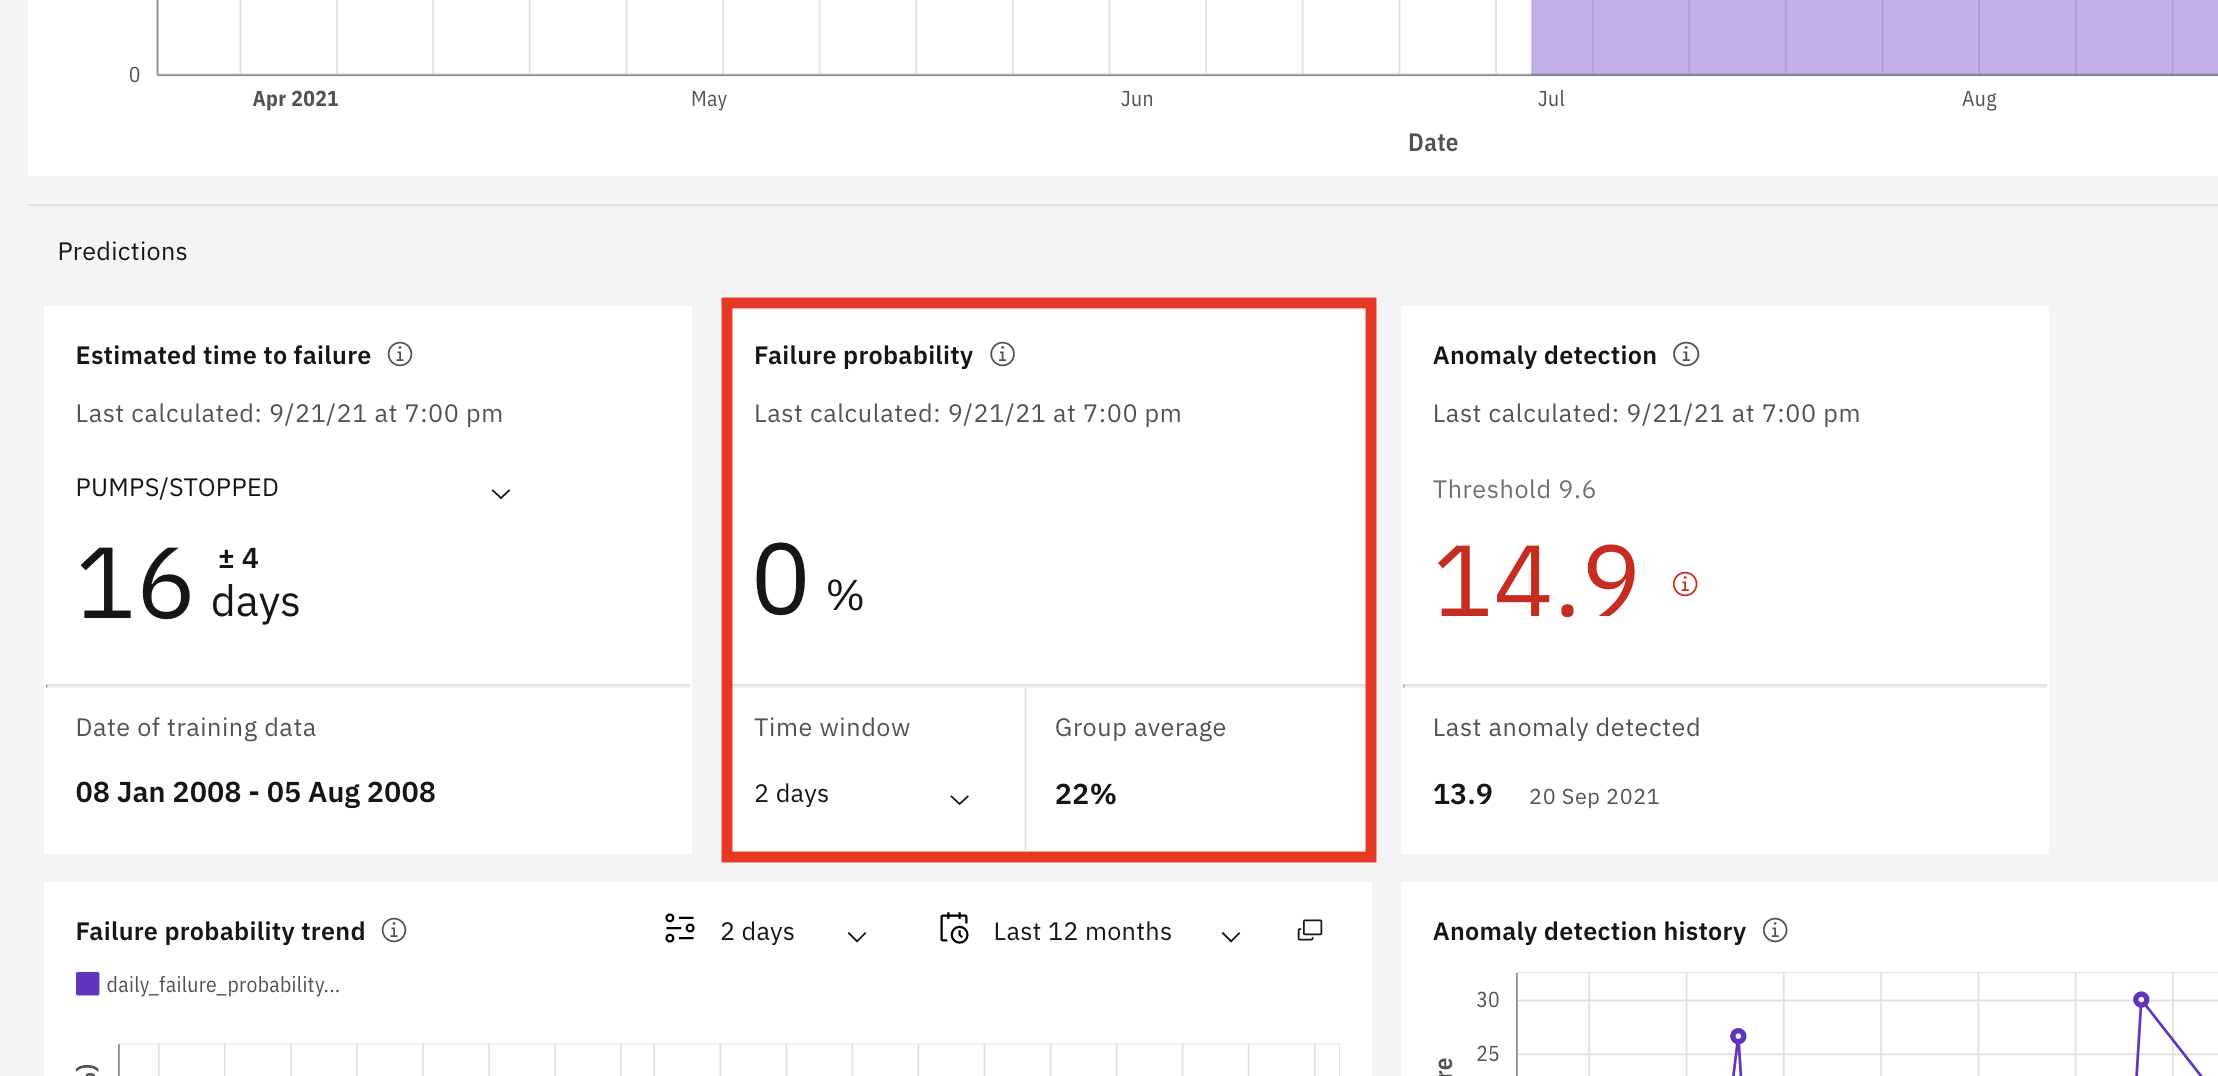 0
Apr 2021 May Jun Jul Aug
Date
Predictions
Estimated time to failure
Last calculated: 9/21/21 at 7:00 pm
PUMPS/STOPPED
16 ± 4 days
Date of training data
08 Jan 2008 - 05 Aug 2008
Failure probability
Last calculated: 9/21/21 at 7:00 pm
0 %
Time window
2 days
Group average
22%
Anomaly detection
Last calculated: 9/21/21 at 7:00 pm
Threshold 9.6
14.9
Last anomaly detected
13.9 20 Sep 2021
Failure probability trend 2 days Last 12 months
daily_failure_probability...
Anomaly detection history
30
25